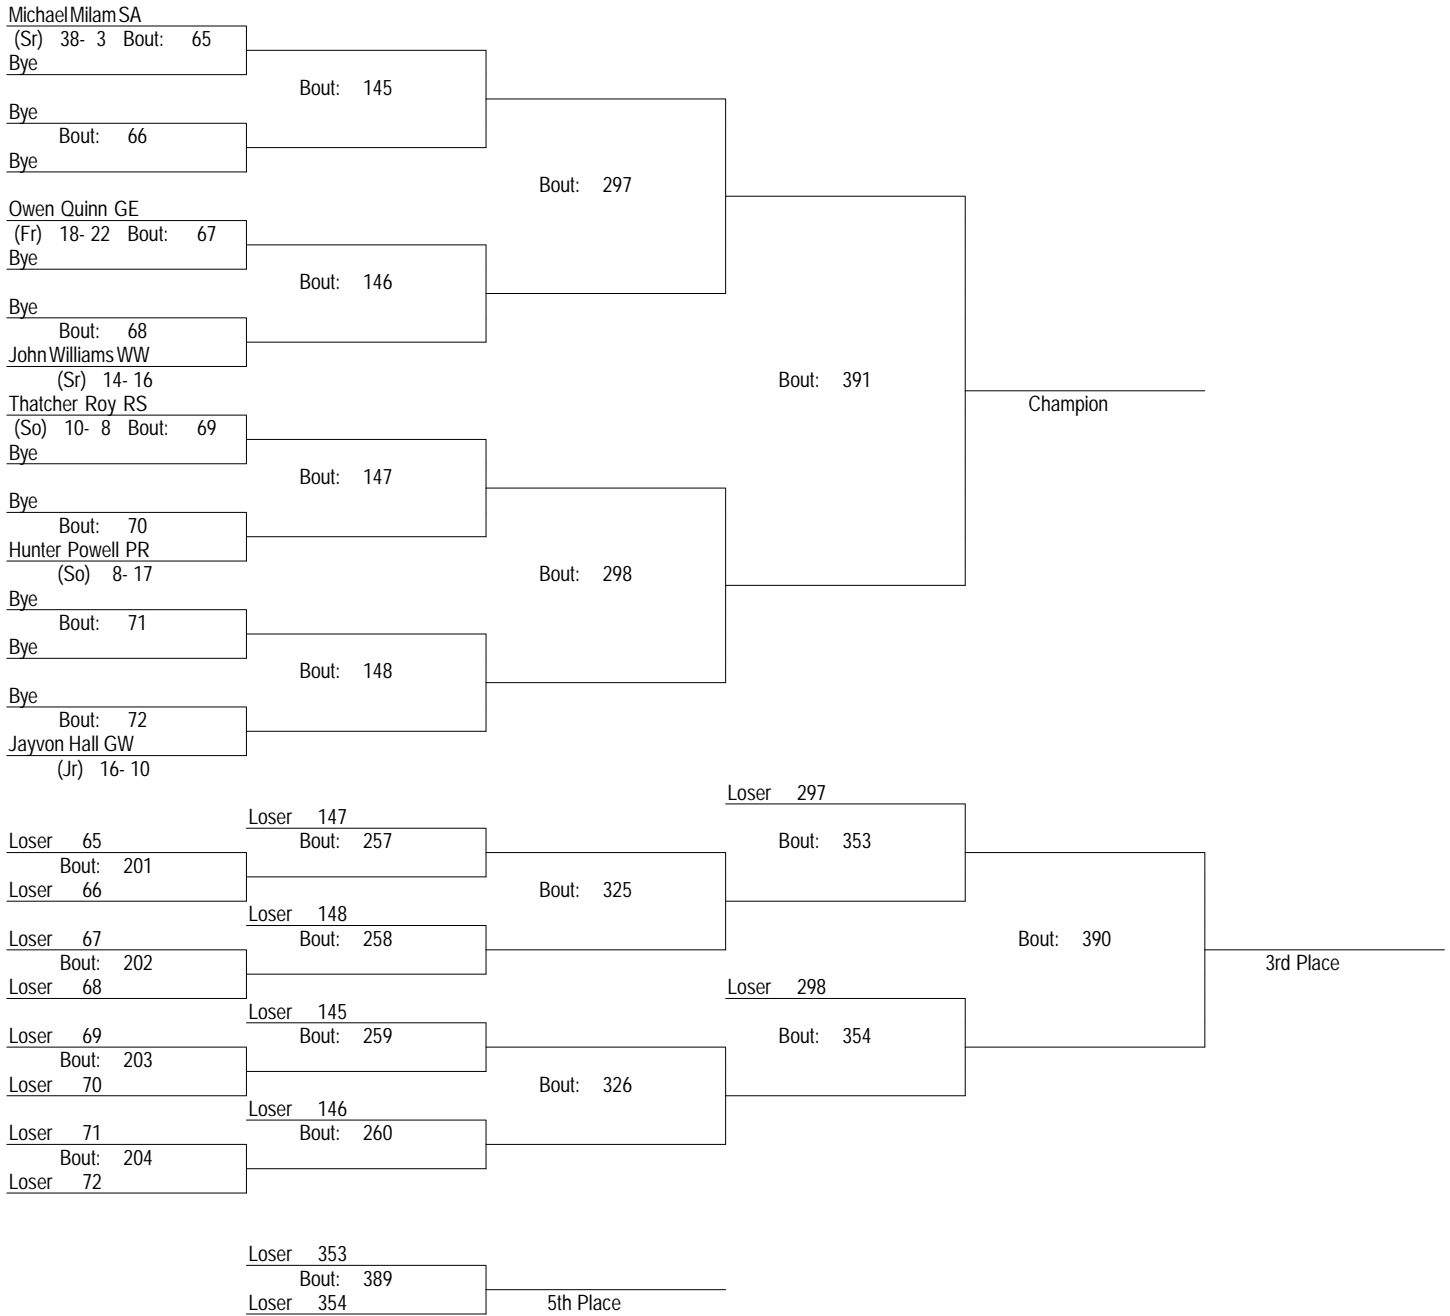 Michael Milam SA
(Sr) 38- 3 Bout: 65
Bye
Bout: 145
Bye
Bout: 66
Bye
Bout: 297
Owen Quinn GE
(Fr) 18- 22 Bout: 67
Bye
Bout: 146
Bye
Bout: 68
John Williams WW
(Sr) 14- 16
Bout: 391
Champion
Thatcher Roy RS
(So) 10- 8 Bout: 69
Bye
Bout: 147
Bye
Bout: 70
Hunter Powell PR
(So) 8- 17
Bout: 298
Bye
Bout: 71
Bye
Bout: 148
Bye
Bout: 72
Jayvon Hall GW
(Jr) 16- 10
Loser 297
Loser 147
Loser 65
Bout: 257
Bout: 353
Bout: 201
Loser 66
Bout: 325
Loser 148
Loser 67
Bout: 258
Bout: 390
Bout: 202
3rd Place
Loser 68
Loser 298
Loser 145
Loser 69
Bout: 259
Bout: 354
Bout: 203
Loser 70
Bout: 326
Loser 146
Loser 71
Bout: 260
Bout: 204
Loser 72
Loser 353
Bout: 389
Loser 354
5th Place